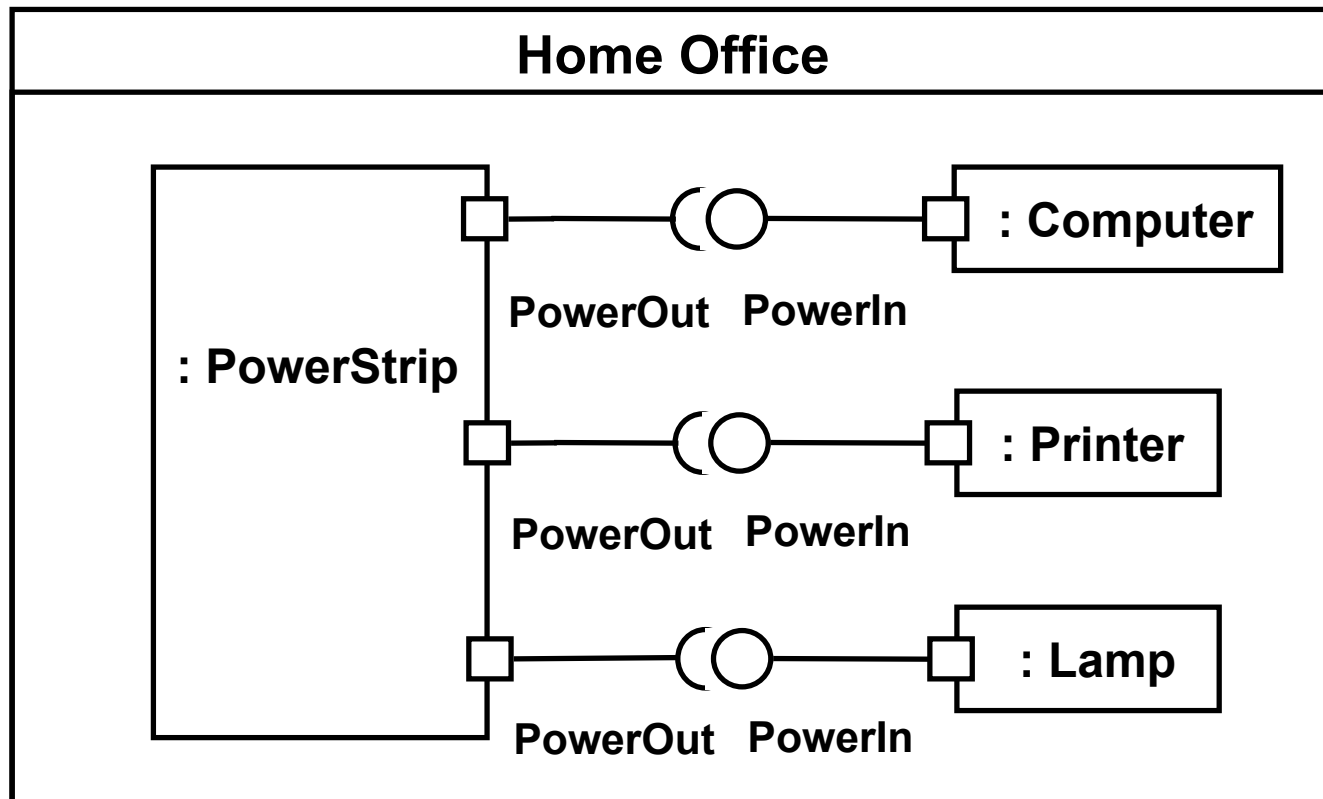 Home Office
: Computer
PowerOut PowerIn
: PowerStrip
: Printer
PowerOut PowerIn
: Lamp
PowerOut PowerIn